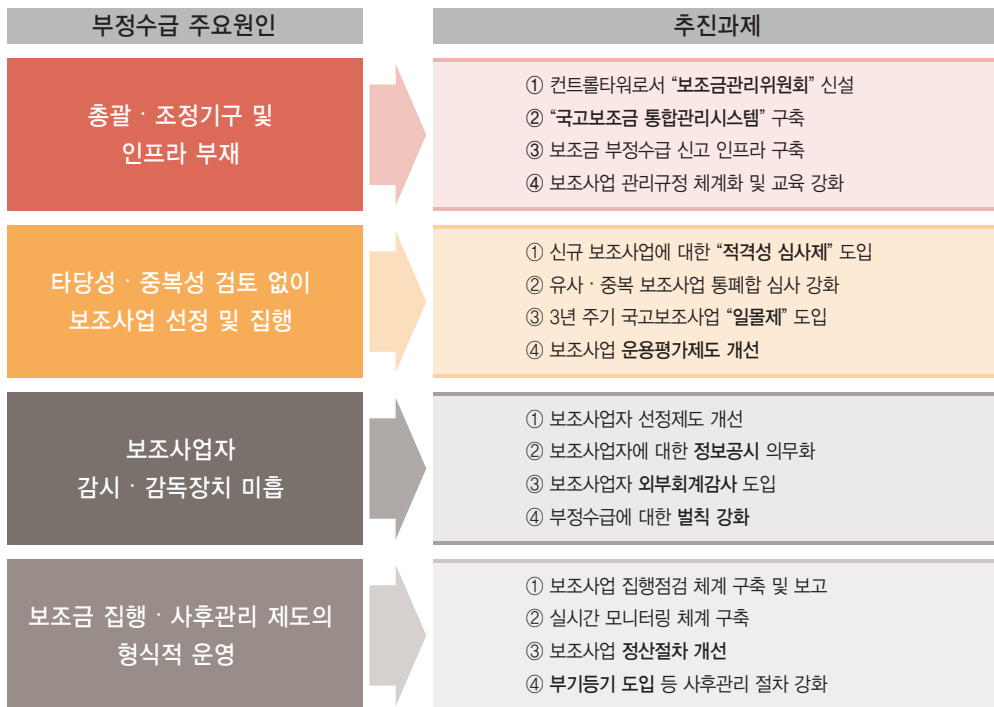 부정수급 주요원인
추진과제
총괄 · 조정기구 및
인프라 부재
① 컨트롤타워로서 “보조금관리위원회” 신설
② “국고보조금 통합관리시스템” 구축
③ 보조금 부정수급 신고 인프라 구축
④ 보조사업 관리규정 체계화 및 교육 강화
타당성 · 중복성 검토 없이
보조사업 선정 및 집행
① 신규 보조사업에 대한 “적격성 심사제” 도입
② 유사 · 중복 보조사업 통폐합 심사 강화
③ 3년 주기 국고보조사업 “일몰제” 도입
④ 보조사업 운용평가제도 개선
보조사업자
감시 · 감독장치 미흡
① 보조사업자 선정제도 개선
② 보조사업자에 대한 정보공시 의무화
③ 보조사업자 외부회계감사 도입
④ 부정수급에 대한 벌칙 강화
보조금 집행 · 사후관리 제도의
형식적 운영
① 보조사업 집행점검 체계 구축 및 보고
② 실시간 모니터링 체계 구축
③ 보조사업 정산절차 개선
④ 부기등기 도입 등 사후관리 절차 강화